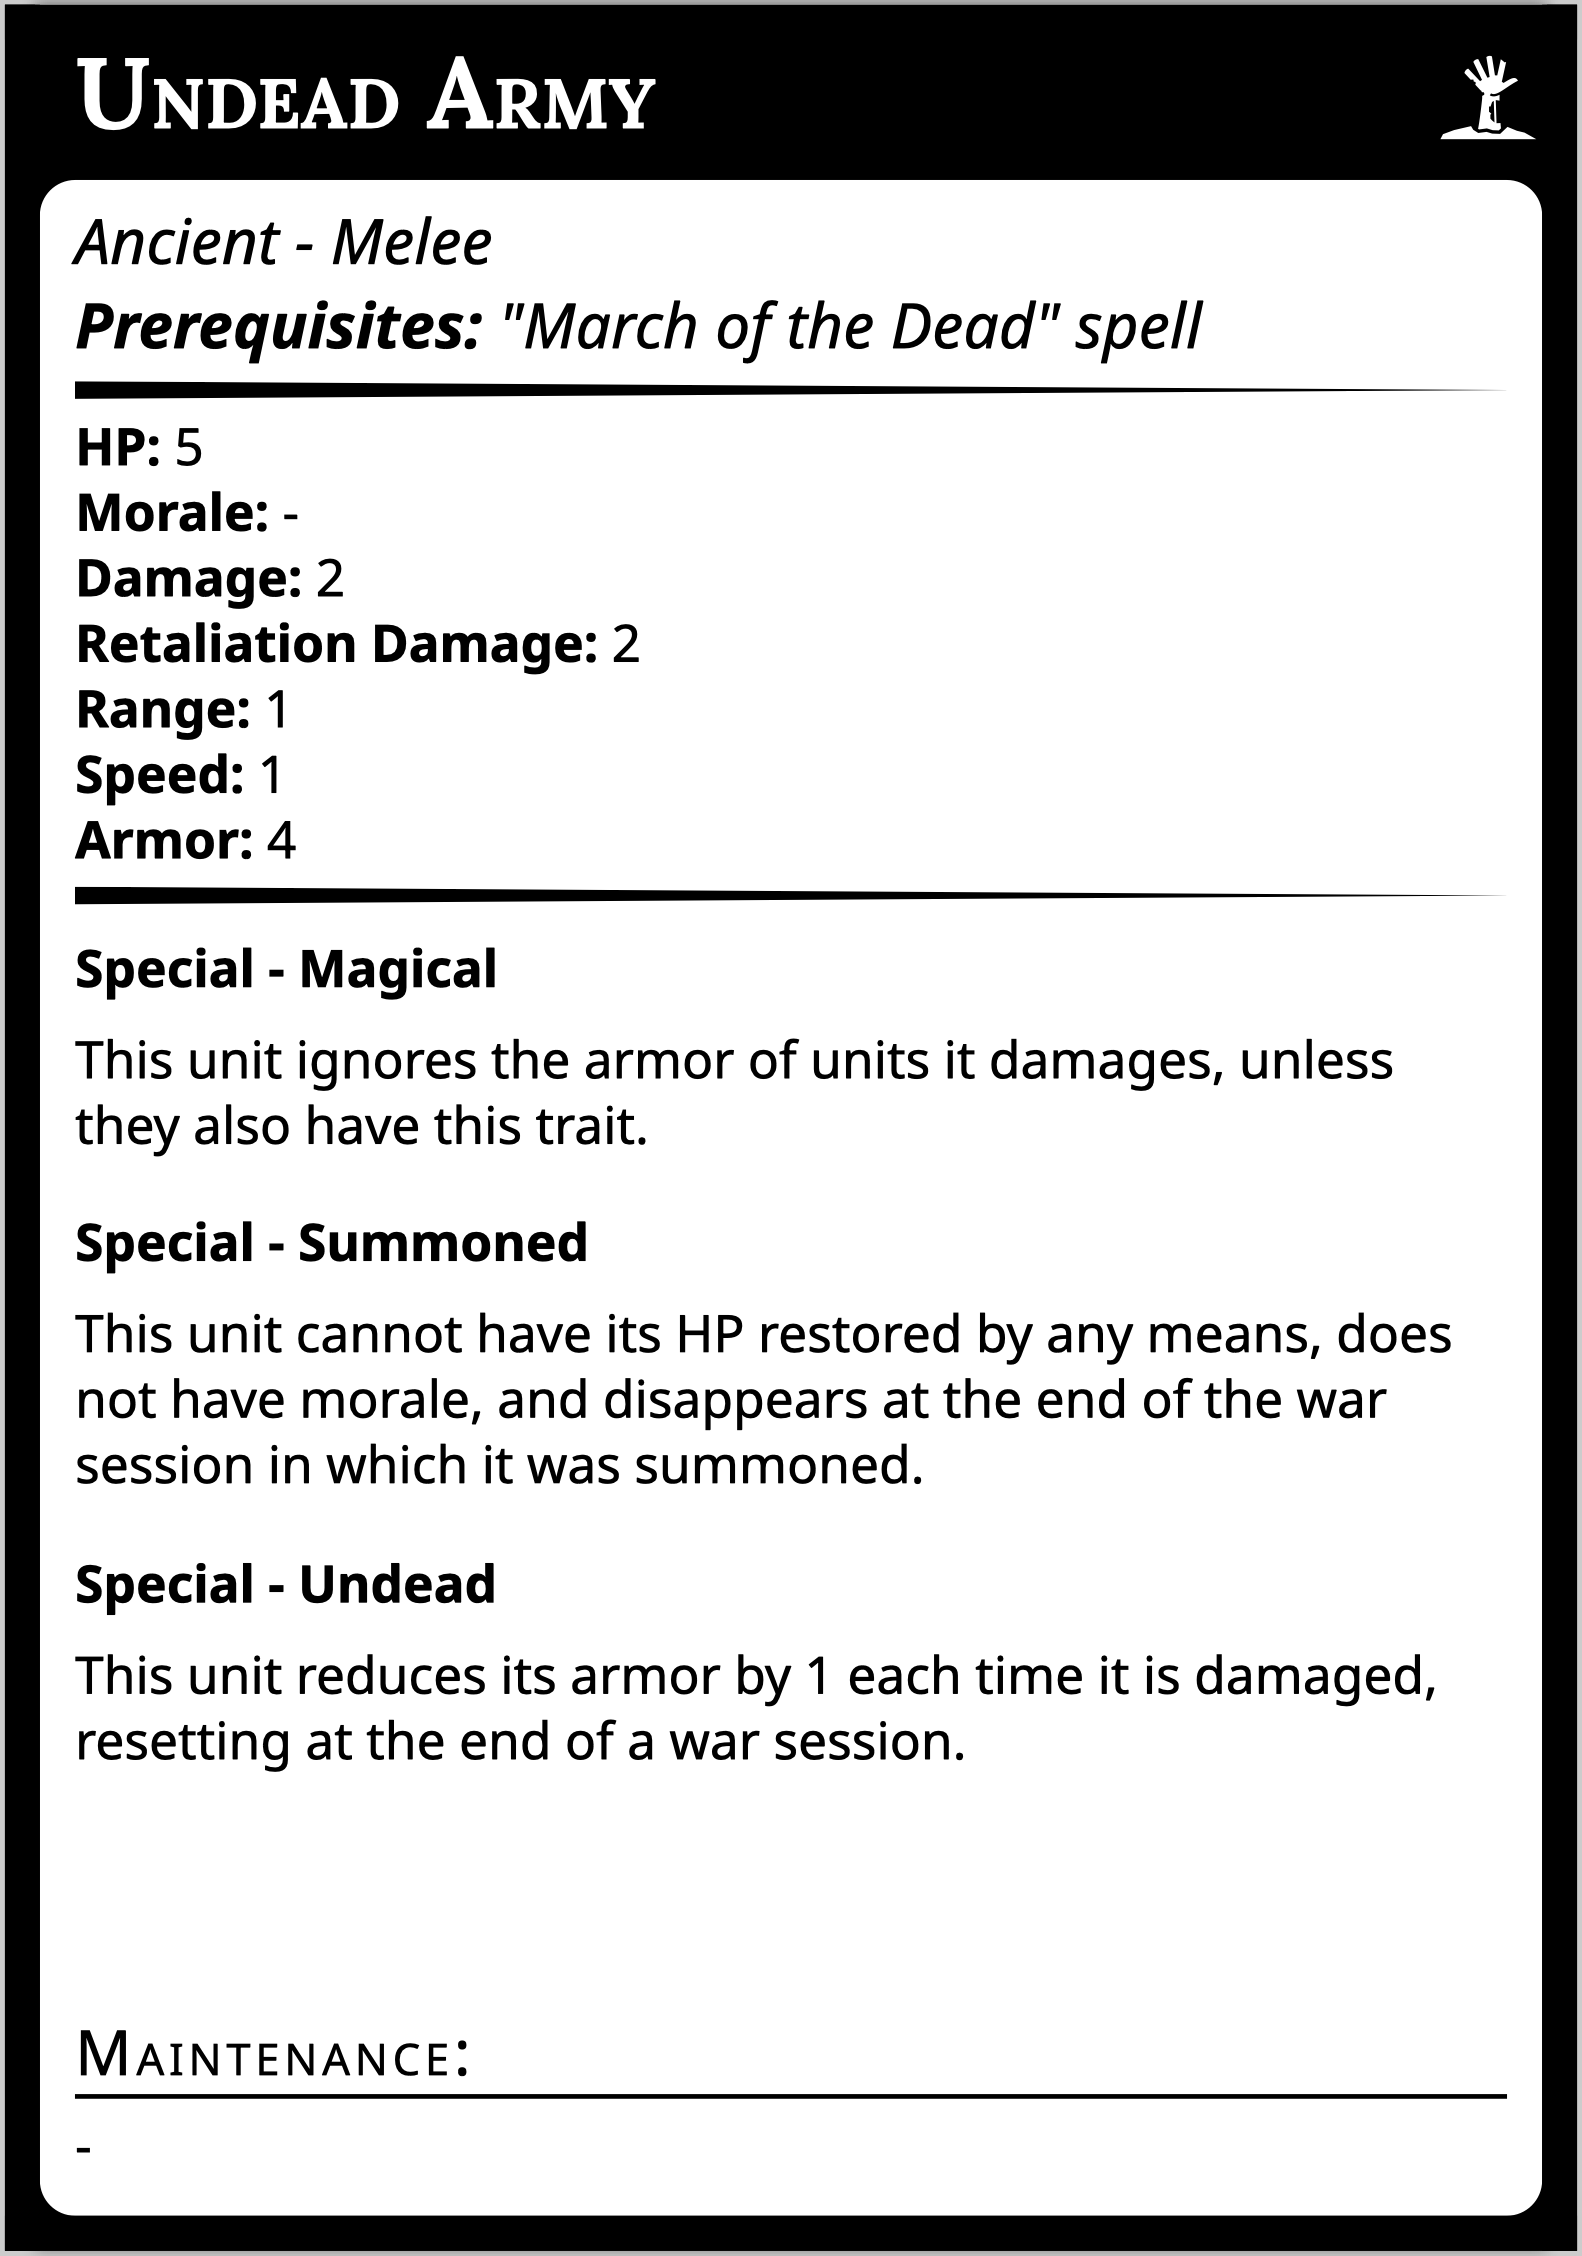 Undead Army
Ancient - Melee
Prerequisites: "March of the Dead" spell
HP: 5
Morale: -
Damage: 2
Retaliation Damage: 2
Range: 1
Speed: 1
Armor: 4
Special - Magical
This unit ignores the armor of units it damages, unless
they also have this trait.
Special - Summoned
This unit cannot have its HP restored by any means, does
not have morale, and disappears at the end of the war
session in which it was summoned.
Special - Undead
This unit reduces its armor by 1 each time it is damaged,
resetting at the end of a war session.
Maintenance:
-